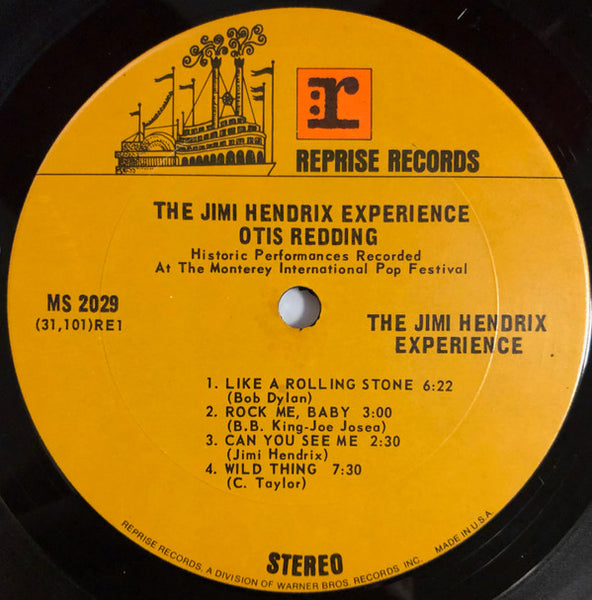 r
REPRISE RECORDS
THE JIMI HENDRIX EXPERIENCE
OTIS REDDING
Historic Performances Recorded
At The Monterey International Pop Festival
MS 2029
(31,101)RE1
THE JIMI HENDRIX
EXPERIENCE
1. LIKE A ROLLING STONE 6:22
(Bob Dylan)
2. ROCK ME, BABY 3:00
(B.B. King-Joe Josea)
3. CAN YOU SEE ME 2:30
(Jimi Hendrix)
4. WILD THING 7:30
(C. Taylor)
STEREO
REPRISE RECORDS, A DIVISION OF WARNER BROS. RECORDS INC. MADE IN U.S.A.